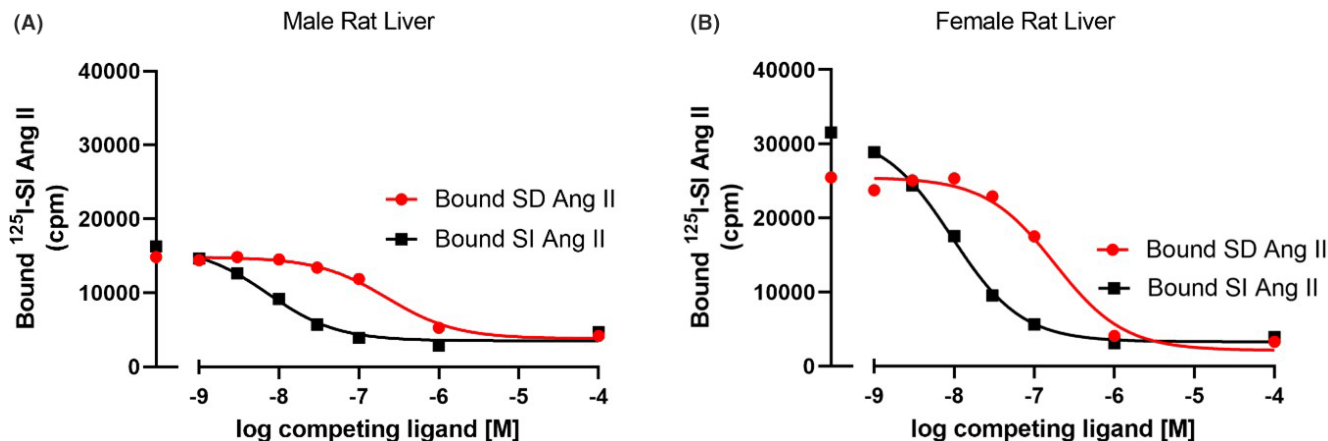 (A)
Male Rat Liver
Bound ¹²⁵I-SI Ang II
(cpm)
40000
30000
20000
10000
0
Bound SD Ang II
Bound SI Ang II
-9 -8 -7 -6 -5 -4
log competing ligand [M]
(B)
Female Rat Liver
Bound ¹²⁵I-SI Ang II
(cpm)
40000
30000
20000
10000
0
Bound SD Ang II
Bound SI Ang II
-9 -8 -7 -6 -5 -4
log competing ligand [M]